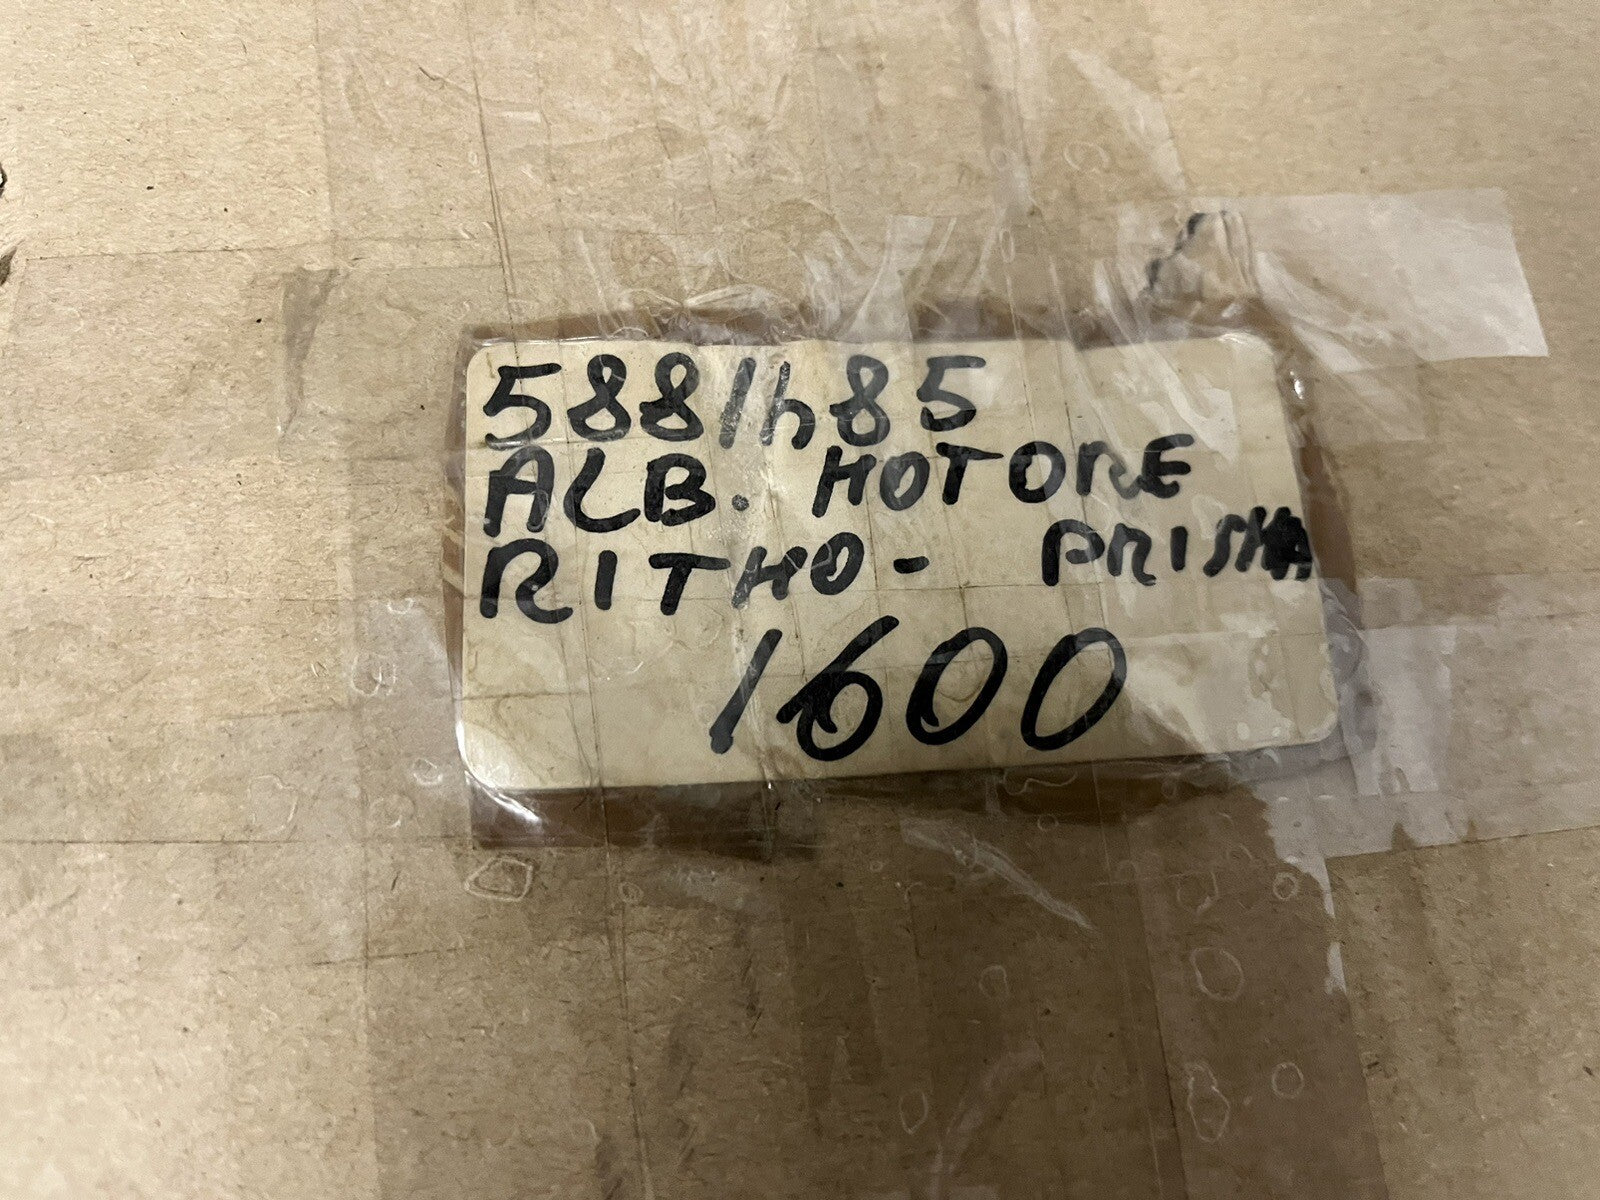 5881485
ALB. MOTORE
RITMO - PRISMA
1600